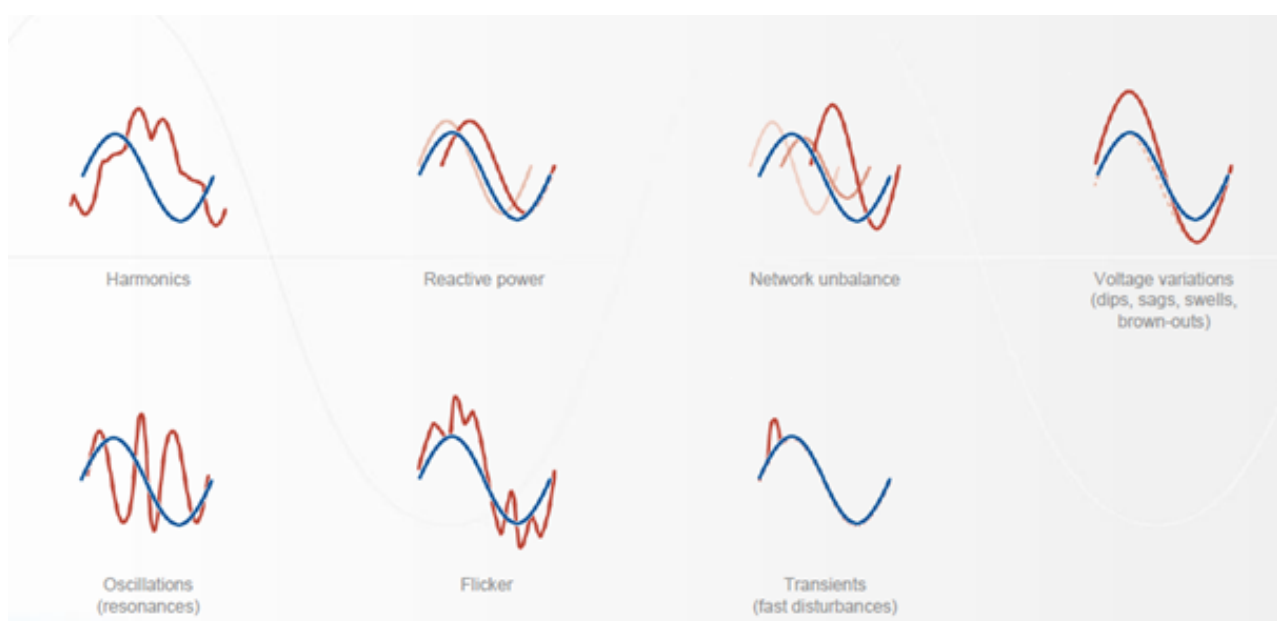 Harmonics
Reactive power
Network unbalance
Voltage variations
(dips, sags, swells,
brown-outs)
Oscillations
(resonances)
Flicker
Transients
(fast disturbances)